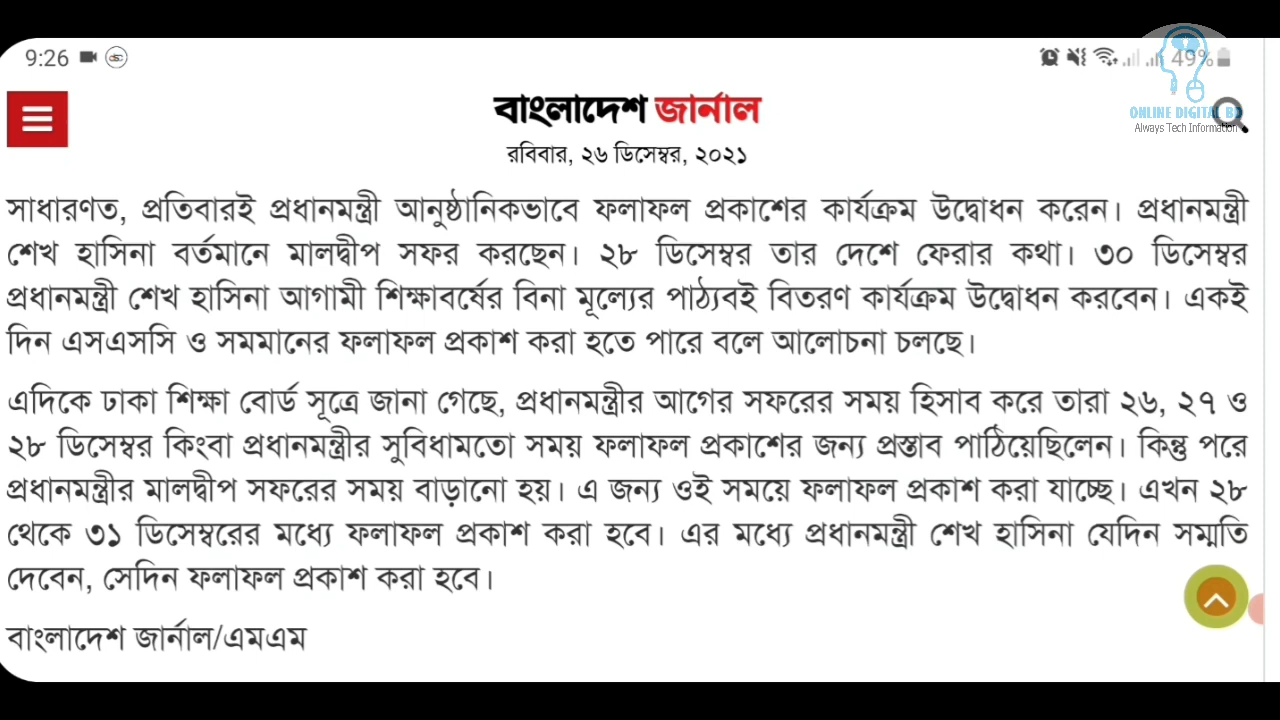 9:26
49%
বাংলাদেশ জার্নাল
ONLINE DIGITAL BD
Always Tech Information
রবিবার, ২৬ ডিসেম্বর, ২০২১
সাধারণত, প্রতিবারই প্রধানমন্ত্রী আনুষ্ঠানিকভাবে ফলাফল প্রকাশের কার্যক্রম উদ্বোধন করেন। প্রধানমন্ত্রী
শেখ হাসিনা বর্তমানে মালদ্বীপ সফর করছেন। ২৮ ডিসেম্বর তার দেশে ফেরার কথা। ৩০ ডিসেম্বর
প্রধানমন্ত্রী শেখ হাসিনা আগামী শিক্ষাবর্ষের বিনা মূল্যের পাঠ্যবই বিতরণ কার্যক্রম উদ্বোধন করবেন। একই
দিন এসএসসি ও সমমানের ফলাফল প্রকাশ করা হতে পারে বলে আলোচনা চলছে।
এদিকে ঢাকা শিক্ষা বোর্ড সূত্রে জানা গেছে, প্রধানমন্ত্রীর আগের সফরের সময় হিসাব করে তারা ২৬, ২৭ ও
২৮ ডিসেম্বর কিংবা প্রধানমন্ত্রীর সুবিধামতো সময় ফলাফল প্রকাশের জন্য প্রস্তাব পাঠিয়েছিলেন। কিন্তু পরে
প্রধানমন্ত্রীর মালদ্বীপ সফরের সময় বাড়ানো হয়। এ জন্য ওই সময়ে ফলাফল প্রকাশ করা যাচ্ছে। এখন ২৮
থেকে ৩১ ডিসেম্বরের মধ্যে ফলাফল প্রকাশ করা হবে। এর মধ্যে প্রধানমন্ত্রী শেখ হাসিনা যেদিন সম্মতি
দেবেন, সেদিন ফলাফল প্রকাশ করা হবে।
বাংলাদেশ জার্নাল/এমএম